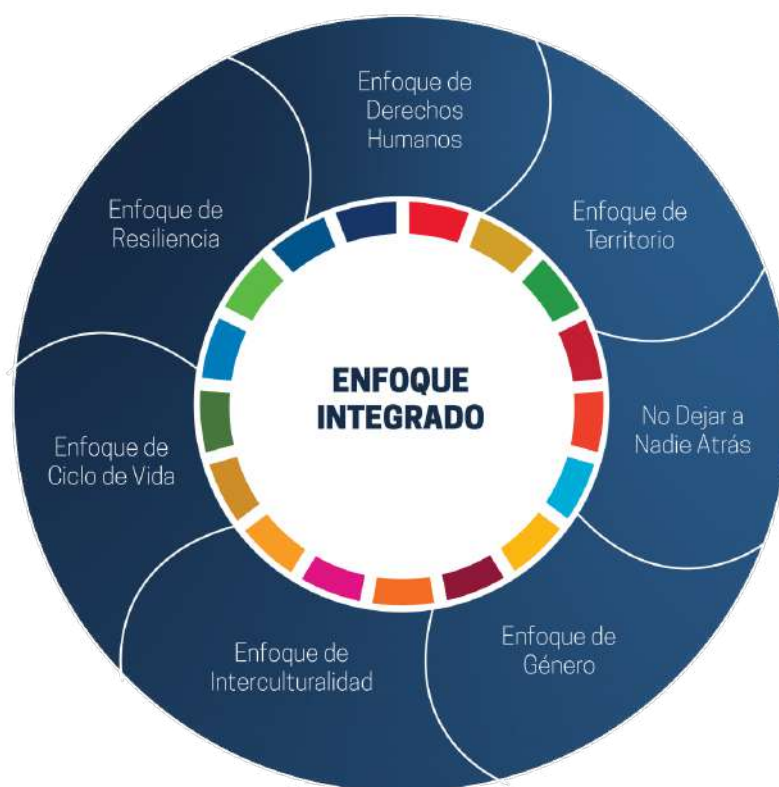 Enfoque de
Derechos
Humanos
Enfoque de
Territorio
No Dejar a
Nadie Atrás
Enfoque de
Género
Enfoque de
Interculturalidad
Enfoque de
Ciclo de Vida
Enfoque de
Resiliencia
ENFOQUE
INTEGRADO